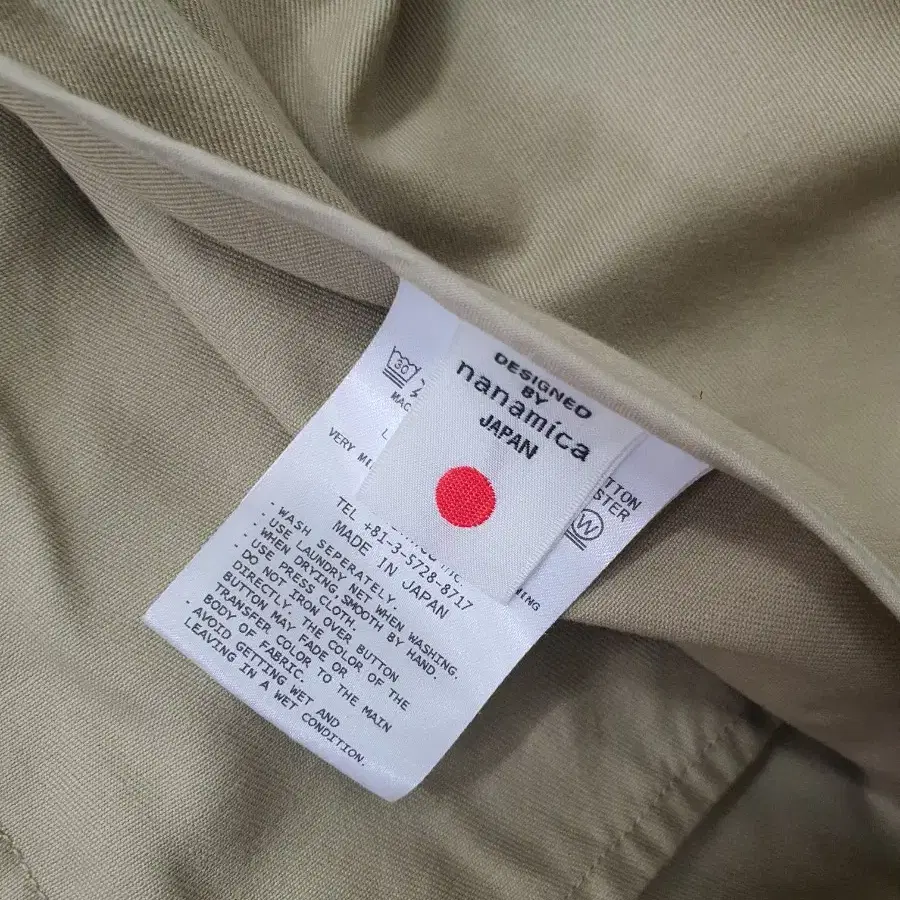 DESIGNED
BY
nanamica
JAPAN
30
W
VERY
TEL +81-3-5728-8717
MADE IN JAPAN
· WASH SEPERATELY.
· USE LAUNDRY NET WHEN WASHING.
· WHEN DRYING, SMOOTH BY HAND.
· USE PRESS CLOTH.
DO NOT IRON OVER BUTTON
DIRECTLY. THE COLOR OF THE
BUTTON MAY FADE OR
TRANSFER COLOR TO THE MAIN
BODY OF FABRIC.
· AVOID GETTING WET AND
LEAVING IN A WET CONDITION.